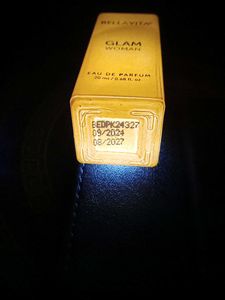 BELLAVITA
GLAM
WOMAN
EAU DE PARFUM
20 ml / 0.68 fl. oz
BEDPK24327
09/2024
08/2027